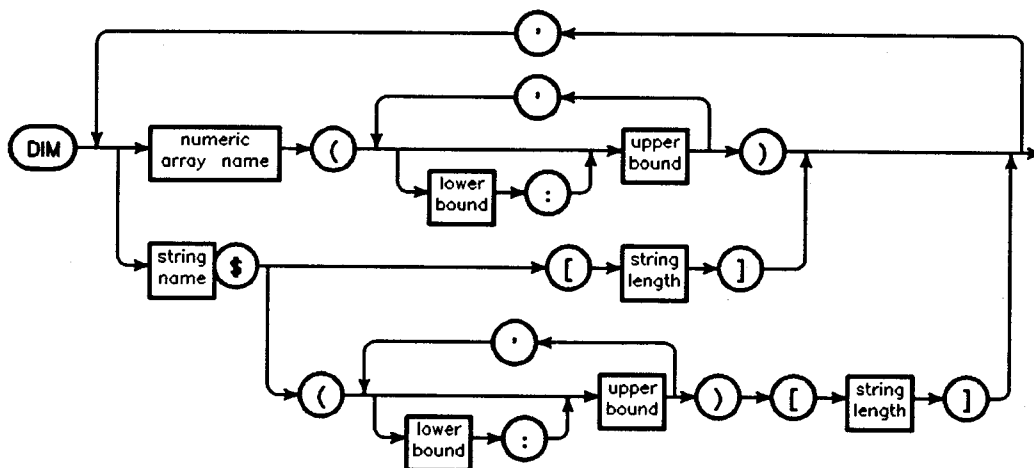 ,
,
DIM
numeric
array name
(
lower
bound
:
upper
bound
)
string
name
$
[
string
length
]
,
(
lower
bound
:
upper
bound
)
[
string
length
]